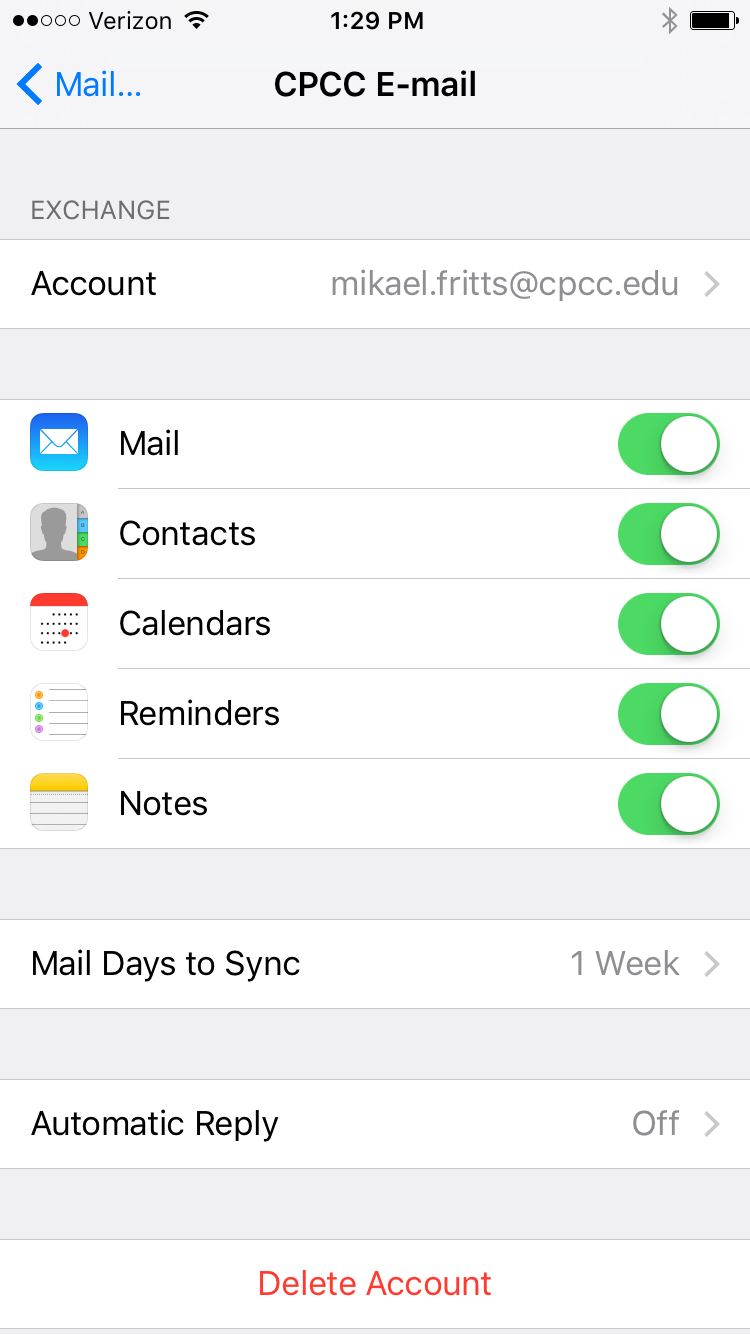 Verizon 1:29 PM
Mail... CPCC E-mail
EXCHANGE
Account mikael.fritts@cpcc.edu
Mail
Contacts
Calendars
Reminders
Notes
Mail Days to Sync 1 Week
Automatic Reply Off
Delete Account